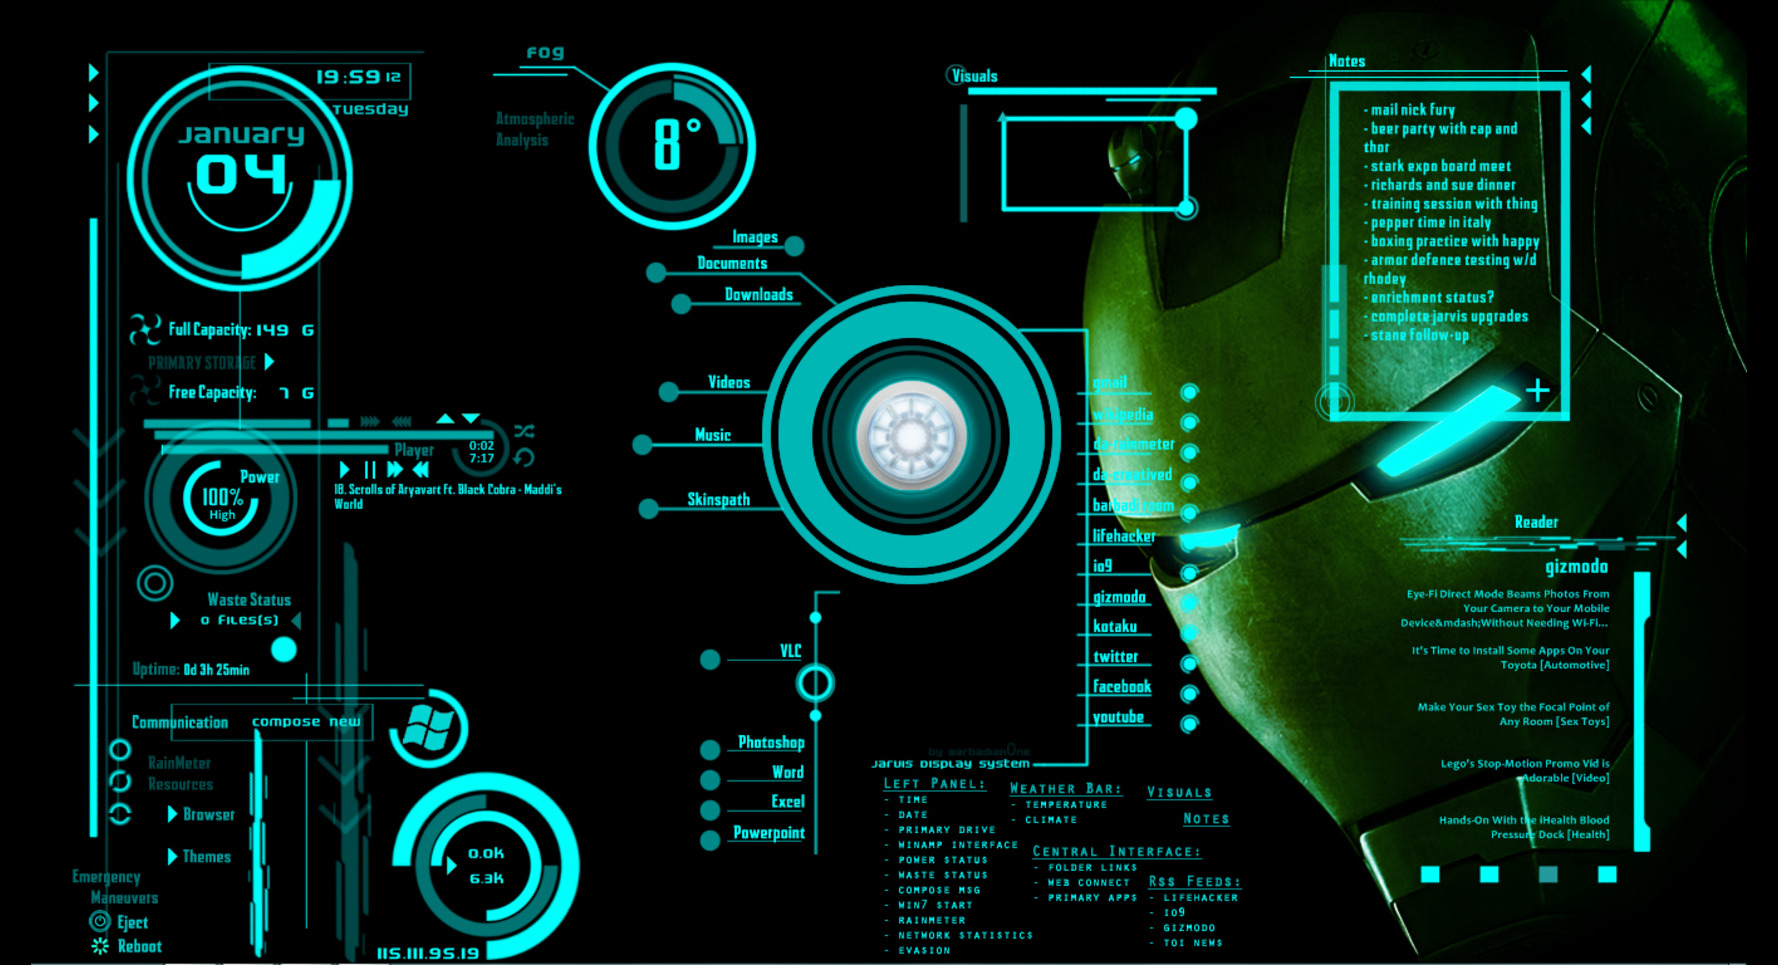 19:59 12
Tuesday
January
04
Full Capacity: 149 G
PRIMARY STORAGE
Free Capacity: 7 G
Player
0:02
7:17
18. Scrolls of Aryavart ft. Black Cobra - Maddi's
World
Power
100%
High
Waste Status
0 Files(s)
Uptime: 0d 3h 25min
Communication
compose new
RainMeter
Resources
Browser
Themes
Emergency
Maneuvers
Eject
Reboot
0.0k
6.3k
115.111.95.19
Fog
Atmospheric
Analysis
8°
Images
Documents
Downloads
Videos
Music
Skinspath
VLC
Photoshop
Word
Excel
Powerpoint
Visuals
gmail
wikipedia
da-rainmeter
da-creatived
barbadi room
lifehacker
io9
gizmodo
kotaku
twitter
Facebook
youtube
by BarbadianOne
Jarvis Display System
LEFT PANEL:
- TIME
- DATE
- PRIMARY DRIVE
- WINAMP INTERFACE
- POWER STATUS
- WASTE STATUS
- COMPOSE MSG
- WIN7 START
- RAINMETER
- NETWORK STATISTICS
- EVASION
WEATHER BAR:
- TEMPERATURE
- CLIMATE
VISUALS
NOTES
CENTRAL INTERFACE:
- FOLDER LINKS
- WEB CONNECT
- PRIMARY APPS
RSS FEEDS:
- LIFEHACKER
- IO9
- GIZMODO
- TOI NEWS
Notes
- mail nick fury
- beer party with cap and
thor
- stark expo board meet
- richards and sue dinner
- training session with thing
- pepper time in italy
- boxing practice with happy
- armor defence testing w/d
rhodey
- enrichment status?
- complete jarvis upgrades
- stane follow-up
Reader
gizmodo
Eye-Fi Direct Mode Beams Photos From
Your Camera to Your Mobile
Device&mdash;Without Needing Wi-Fi...
It's Time to Install Some Apps On Your
Toyota [Automotive]
Make Your Sex Toy the Focal Point of
Any Room [Sex Toys]
Lego's Stop-Motion Promo Vid is
Adorable [Video]
Hands-On With the iHealth Blood
Pressure Dock [Health]